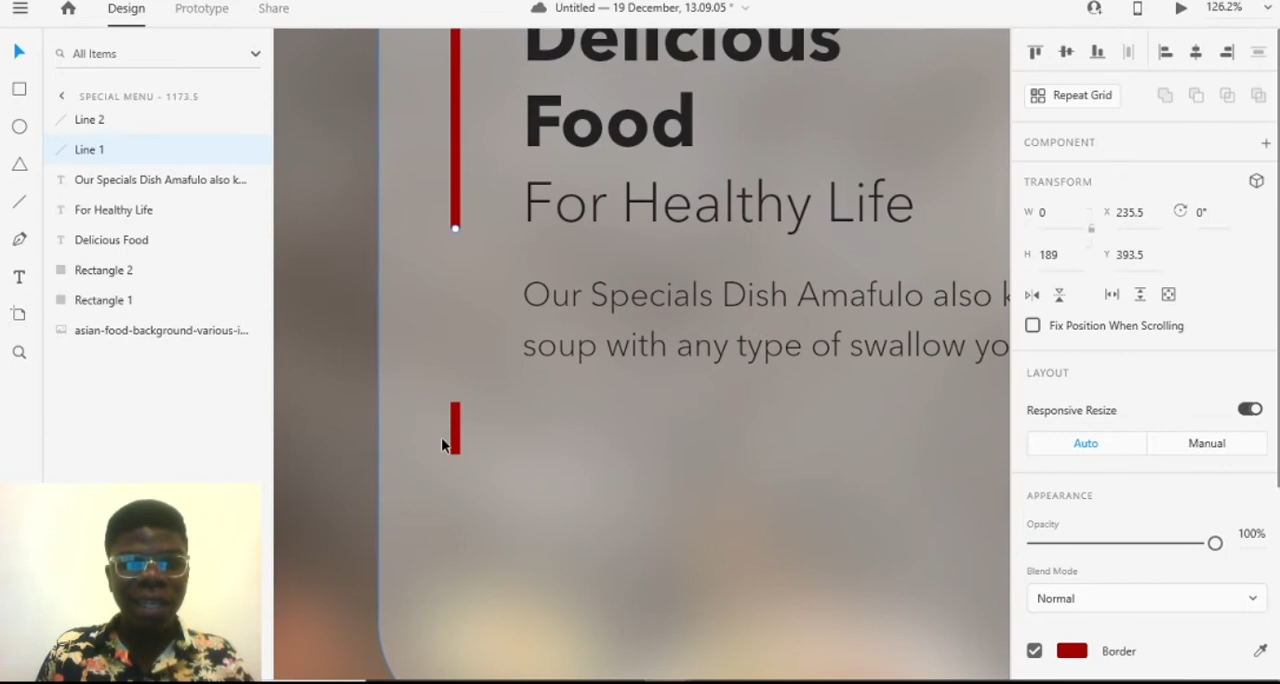 Design
Prototype
Share
Untitled — 19 December, 13.09.05 *
126.2%
All Items
SPECIAL MENU - 1173.5
Line 2
Line 1
Our Specials Dish Amafulo also k...
For Healthy Life
Delicious Food
Rectangle 2
Rectangle 1
asian-food-background-various-i...
Delicious
Food
For Healthy Life
Our Specials Dish Amafulo also k
soup with any type of swallow yo
Repeat Grid
COMPONENT
TRANSFORM
W 0 X 235.5 0°
H 189 Y 393.5
Fix Position When Scrolling
LAYOUT
Responsive Resize
Auto
Manual
APPEARANCE
Opacity
100%
Blend Mode
Normal
Border